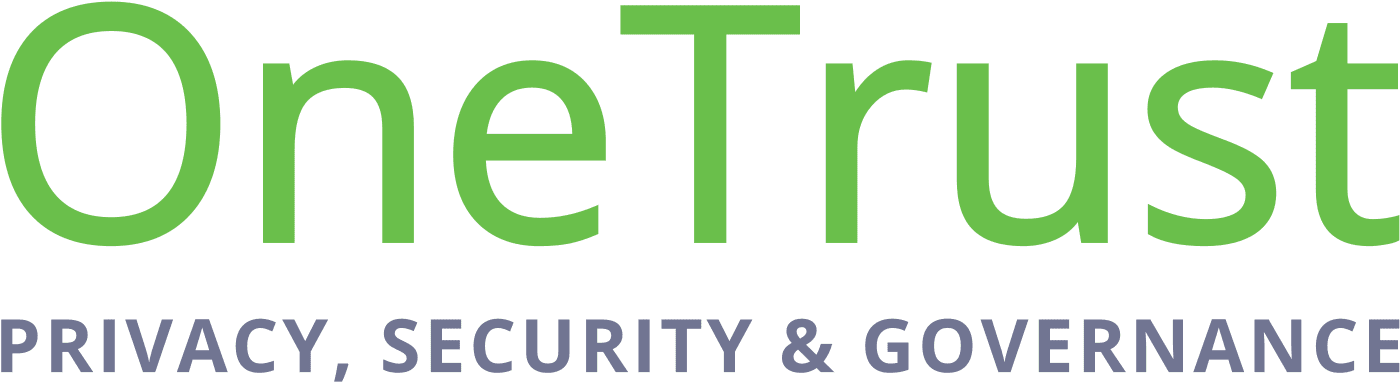 OneTrust
PRIVACY, SECURITY & GOVERNANCE